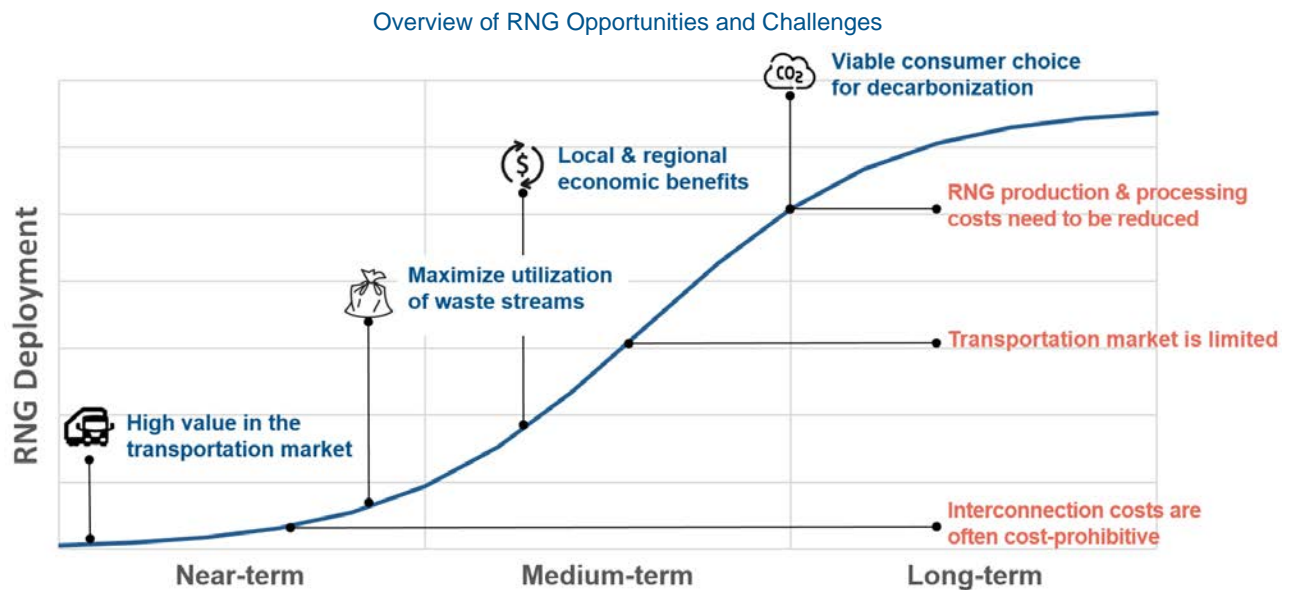 Overview of RNG Opportunities and Challenges
CO2
Viable consumer choice
for decarbonization
$
Local & regional
economic benefits
RNG production & processing
costs need to be reduced
Maximize utilization
of waste streams
Transportation market is limited
High value in the
transportation market
Interconnection costs are
often cost-prohibitive
RNG Deployment
Near-term
Medium-term
Long-term